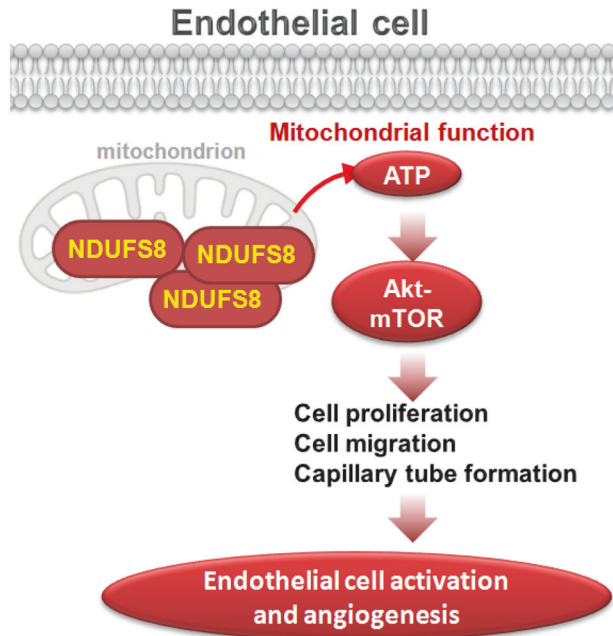 Endothelial cell
Mitochondrial function
mitochondrion
ATP
NDUFS8
NDUFS8
NDUFS8
Akt-
mTOR
Cell proliferation
Cell migration
Capillary tube formation
Endothelial cell activation
and angiogenesis